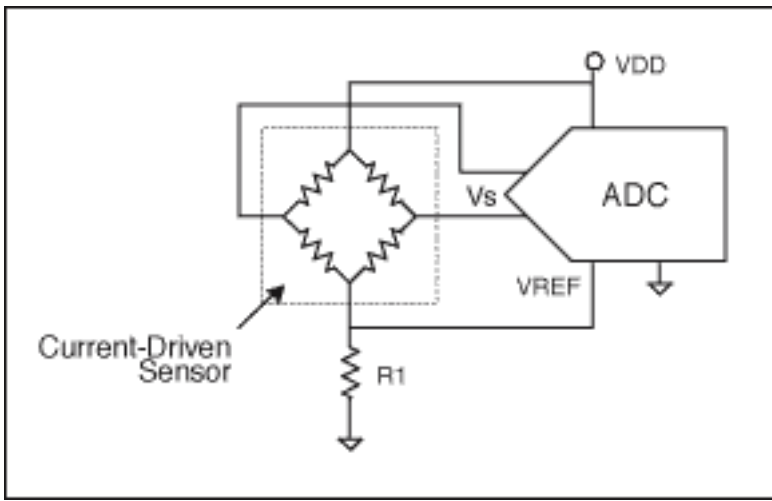 VDD
Vs
ADC
VREF
Current-Driven
Sensor
R1